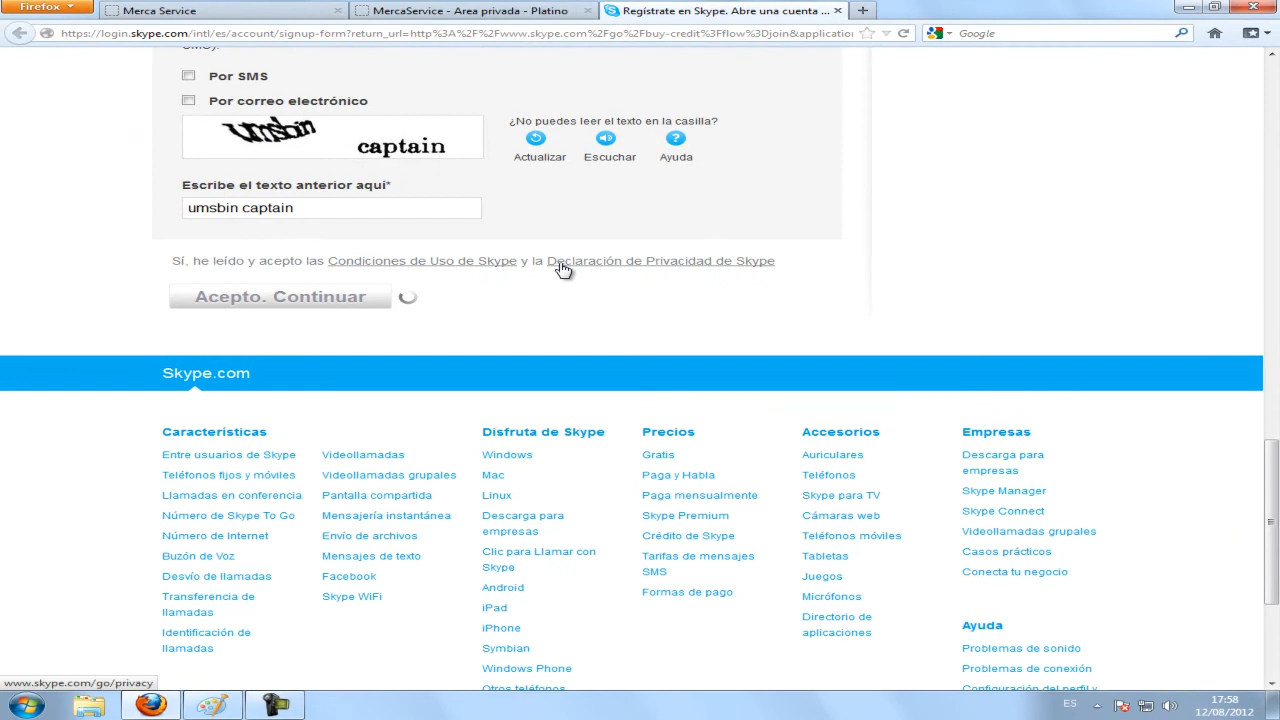 Firefox
Merca Service
MercaService - Area privada - Platino
Regístrate en Skype. Abre una cuenta ...
https://login.skype.com/intl/es/account/signup-form?return_url=http%3A%2F%2Fwww.skype.com%2Fgo%2Fbuy-credit%3Fflow%3Djoin&application
Google
SMS).
Por SMS
Por correo electrónico
umsbin captain
¿No puedes leer el texto en la casilla?
Actualizar Escuchar Ayuda
Escribe el texto anterior aquí*
umsbin captain
Sí, he leído y acepto las Condiciones de Uso de Skype y la Declaración de Privacidad de Skype
Acepto. Continuar
Skype.com
Características
Entre usuarios de Skype
Teléfonos fijos y móviles
Llamadas en conferencia
Número de Skype To Go
Número de Internet
Buzón de Voz
Desvío de llamadas
Transferencia de
llamadas
Identificación de
llamadas
Videollamadas
Videollamadas grupales
Pantalla compartida
Mensajería instantánea
Envío de archivos
Mensajes de texto
Facebook
Skype WiFi
Disfruta de Skype
Windows
Mac
Linux
Descarga para
empresas
Clic para Llamar con
Skype
Android
iPad
iPhone
Symbian
Windows Phone
Otros teléfonos
Precios
Gratis
Paga y Habla
Paga mensualmente
Skype Premium
Crédito de Skype
Tarifas de mensajes
SMS
Formas de pago
Accesorios
Auriculares
Teléfonos
Skype para TV
Cámaras web
Teléfonos móviles
Tabletas
Juegos
Micrófonos
Directorio de
aplicaciones
Empresas
Descarga para
empresas
Skype Manager
Skype Connect
Videollamadas grupales
Casos prácticos
Conecta tu negocio
Ayuda
Problemas de sonido
Problemas de conexión
Configuración del perfil y
www.skype.com/go/privacy
ES
17:58
12/08/2012